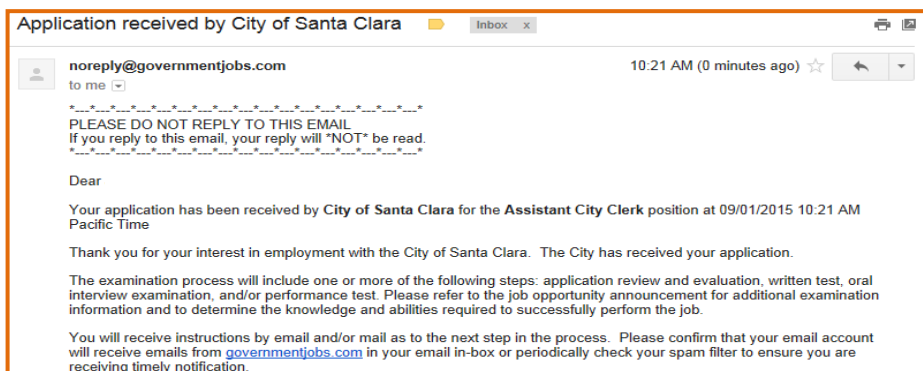 Application received by City of Santa Clara Inbox x
noreply@governmentjobs.com 10:21 AM (0 minutes ago)
to me
*---*---*---*---*---*---*---*---*---*---*---*---*---*---*---*---*---*
PLEASE DO NOT REPLY TO THIS EMAIL
If you reply to this email, your reply will *NOT* be read.
*---*---*---*---*---*---*---*---*---*---*---*---*---*---*---*---*---*
Dear
Your application has been received by City of Santa Clara for the Assistant City Clerk position at 09/01/2015 10:21 AM
Pacific Time
Thank you for your interest in employment with the City of Santa Clara.  The City has received your application.
The examination process will include one or more of the following steps: application review and evaluation, written test, oral
interview examination, and/or performance test. Please refer to the job opportunity announcement for additional examination
information and to determine the knowledge and abilities required to successfully perform the job.
You will receive instructions by email and/or mail as to the next step in the process.  Please confirm that your email account
will receive emails from governmentjobs.com in your email in-box or periodically check your spam filter to ensure you are
receiving timely notification.